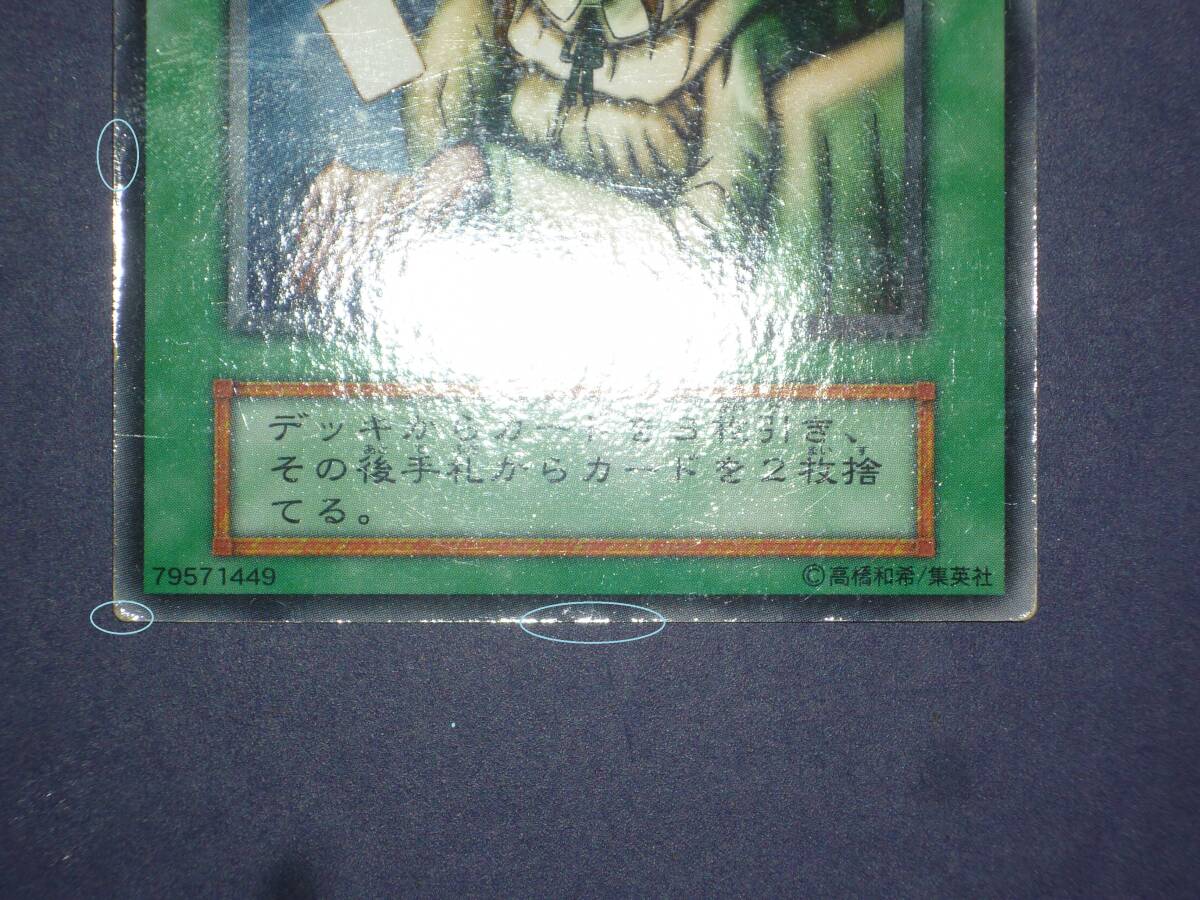 デッキからカードを3枚引き、
その後手札からカードを2枚捨
てる。
79571449
©高橋和希/集英社